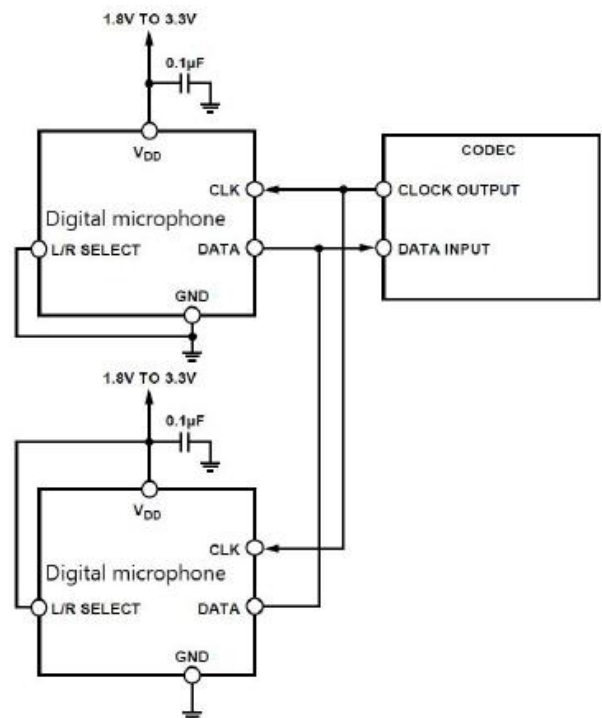 1.8V TO 3.3V
0.1µF
VDD
CODEC
CLK
CLOCK OUTPUT
Digital microphone
L/R SELECT
DATA
DATA INPUT
GND
1.8V TO 3.3V
0.1µF
VDD
CLK
Digital microphone
L/R SELECT
DATA
GND